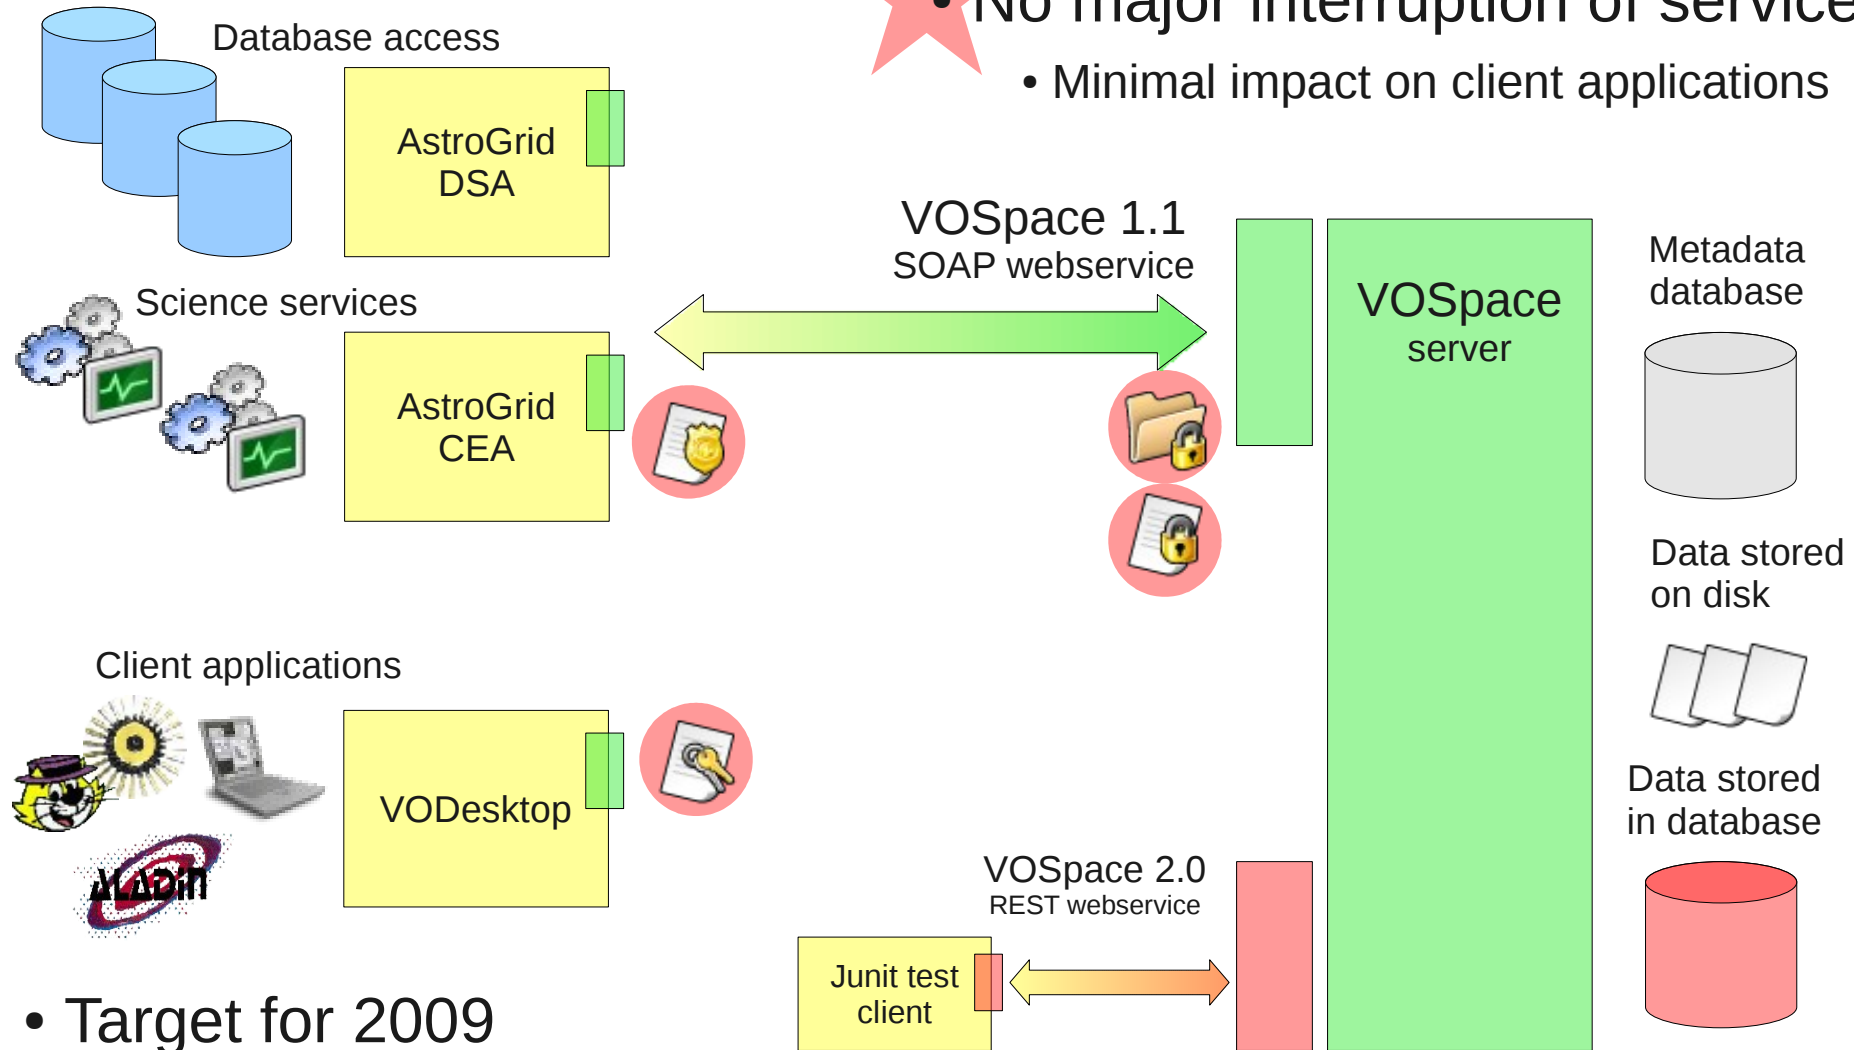 • No major interruption of service
• Minimal impact on client applications
Database access
AstroGrid
DSA
VOSpace 1.1
SOAP webservice
Science services
AstroGrid
CEA
VOSpace
server
Metadata
database
Data stored
on disk
Client applications
VODesktop
ALADIN
Data stored
in database
VOSpace 2.0
REST webservice
Junit test
client
• Target for 2009